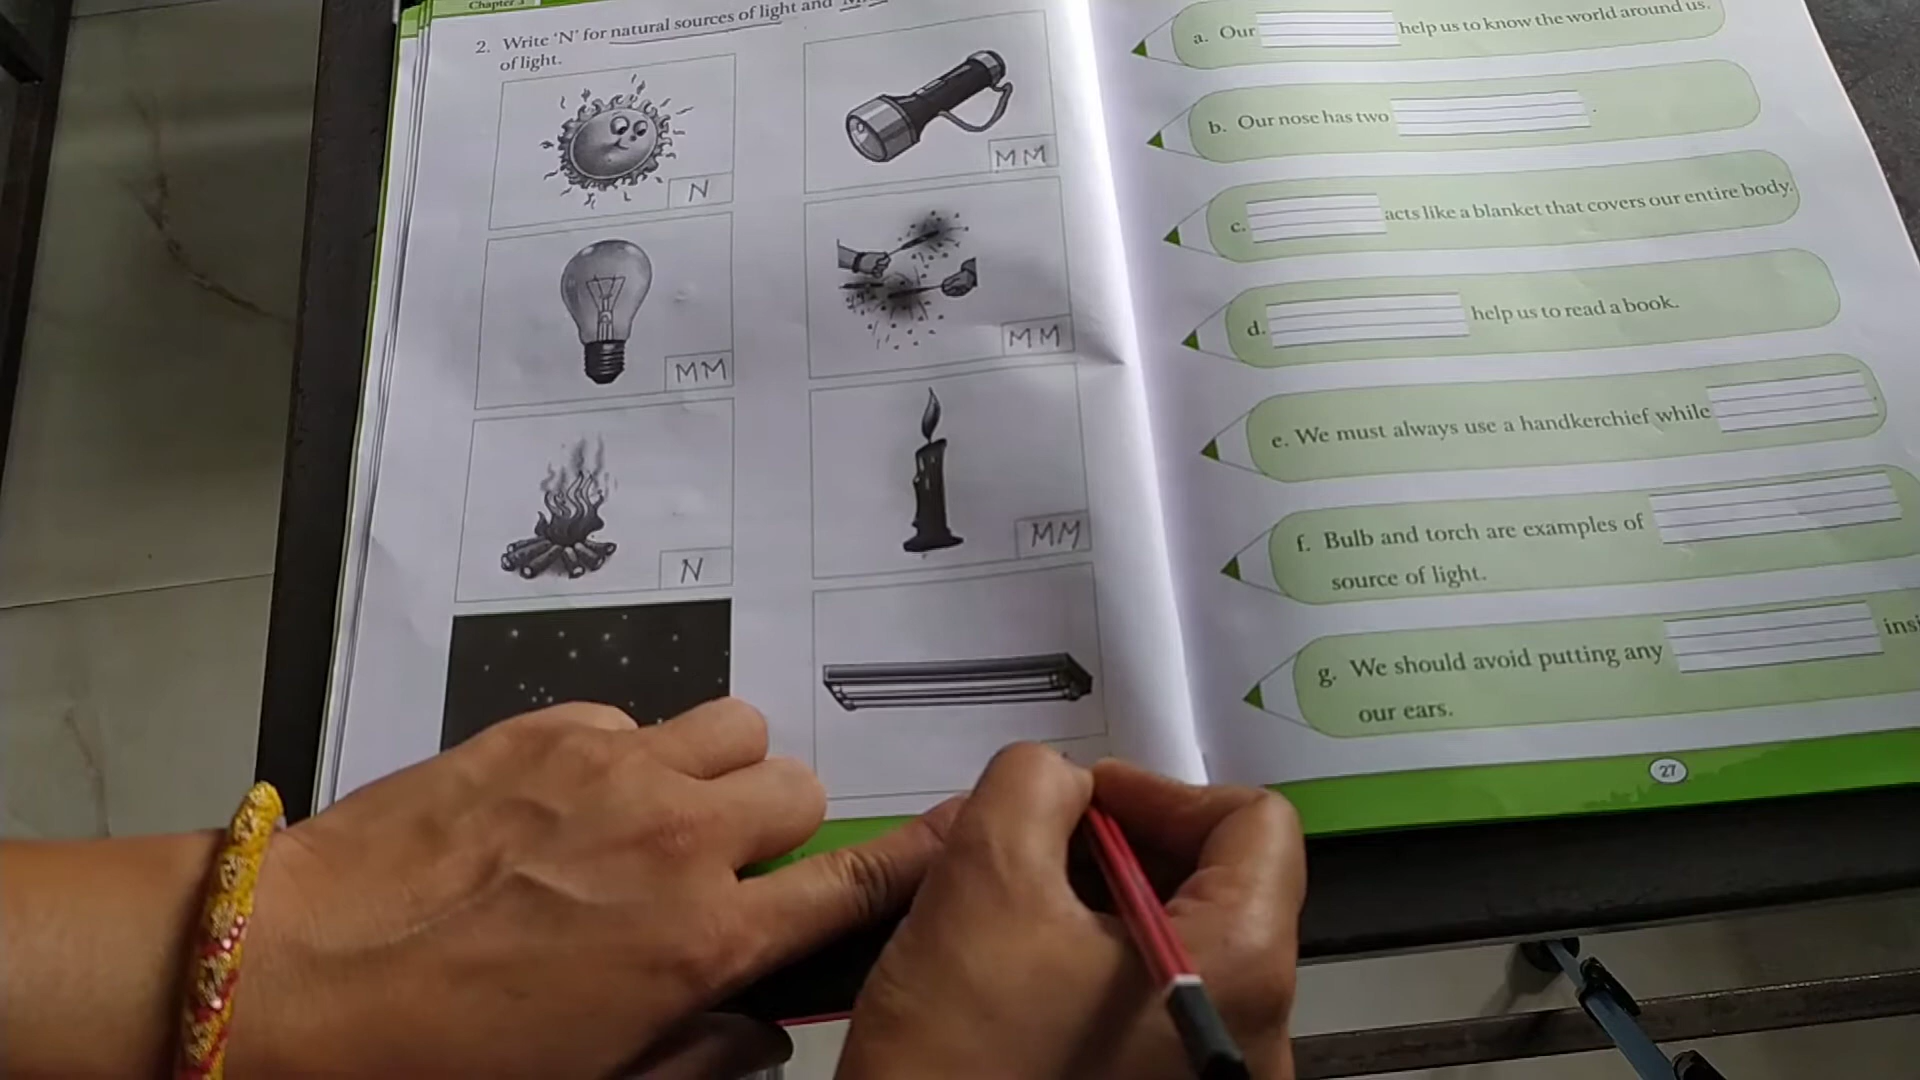 Chapter 3
2. Write 'N' for natural sources of light and
of light.
N
MM
MM
MM
N
MM
a. Our help us to know the world around us.
b. Our nose has two .
c. acts like a blanket that covers our entire body.
d. help us to read a book.
e. We must always use a handkerchief while .
f. Bulb and torch are examples of
source of light.
g. We should avoid putting any
our ears.
27